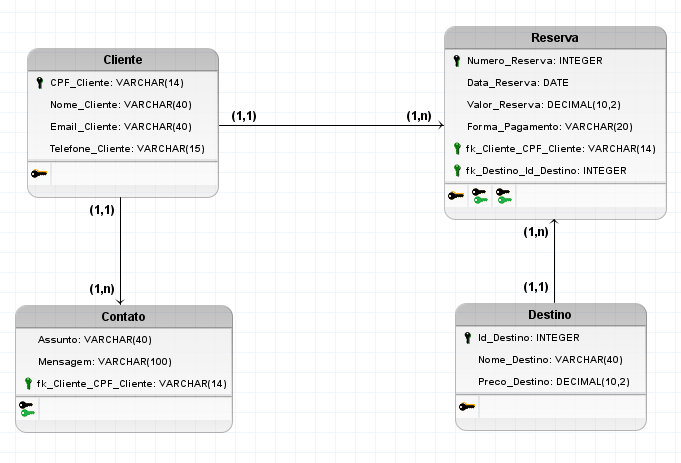 Cliente
CPF_Cliente: VARCHAR(14)
Nome_Cliente: VARCHAR(40)
Email_Cliente: VARCHAR(40)
Telefone_Cliente: VARCHAR(15)
(1,1)
(1,n)
Reserva
Numero_Reserva: INTEGER
Data_Reserva: DATE
Valor_Reserva: DECIMAL(10,2)
Forma_Pagamento: VARCHAR(20)
fk_Cliente_CPF_Cliente: VARCHAR(14)
fk_Destino_Id_Destino: INTEGER
(1,1)
(1,n)
Contato
Assunto: VARCHAR(40)
Mensagem: VARCHAR(100)
fk_Cliente_CPF_Cliente: VARCHAR(14)
(1,n)
(1,1)
Destino
Id_Destino: INTEGER
Nome_Destino: VARCHAR(40)
Preco_Destino: DECIMAL(10,2)